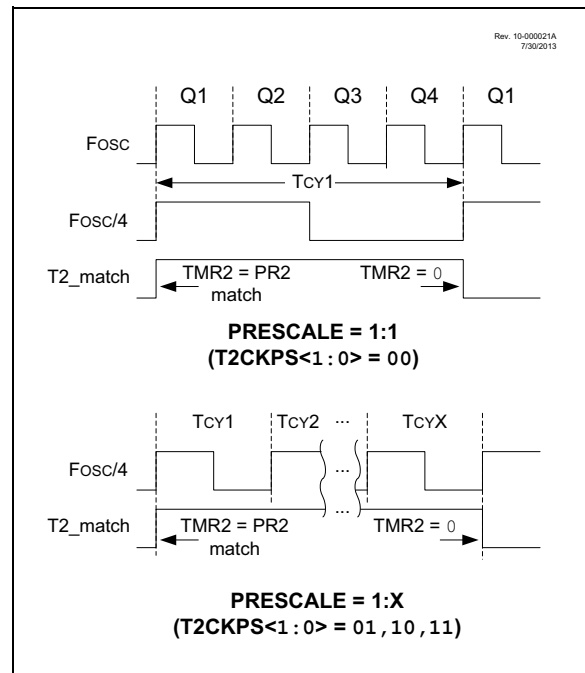 Rev. 10-000021A
7/30/2013
Q1 Q2 Q3 Q4 Q1
FOSC
TCY1
FOSC/4
T2_match
TMR2 = PR2
match
TMR2 = 0
PRESCALE = 1:1
(T2CKPS<1:0> = 00)
TCY1 TCY2 ... TCYX
FOSC/4
...
T2_match
...
TMR2 = PR2
match
TMR2 = 0
PRESCALE = 1:X
(T2CKPS<1:0> = 01,10,11)